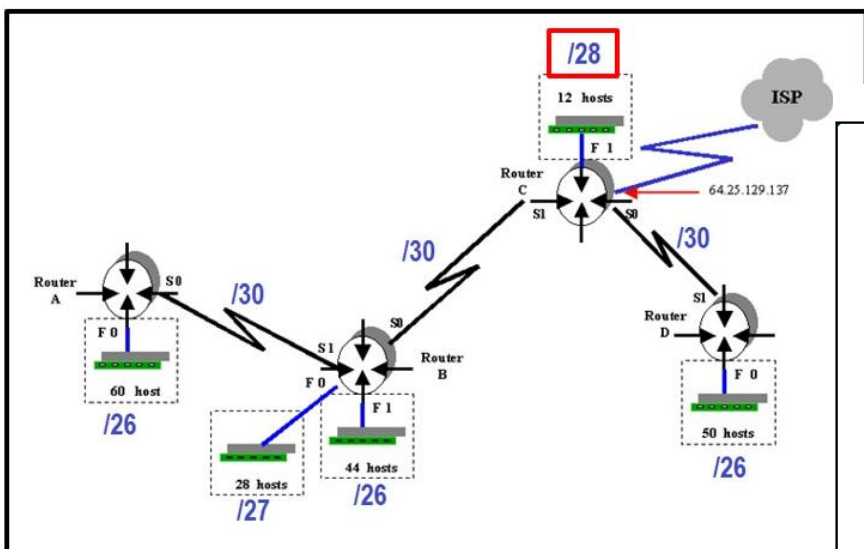 /28
12 hosts
ISP
F 1
Router
C
S1
S0
64.25.129.137
/30
/30
Router
A
S0
/30
F 0
60 host
/26
S1
S0
F 0
Router
B
F 1
28 hosts
/27
44 hosts
/26
S1
Router
D
F 0
50 hosts
/26